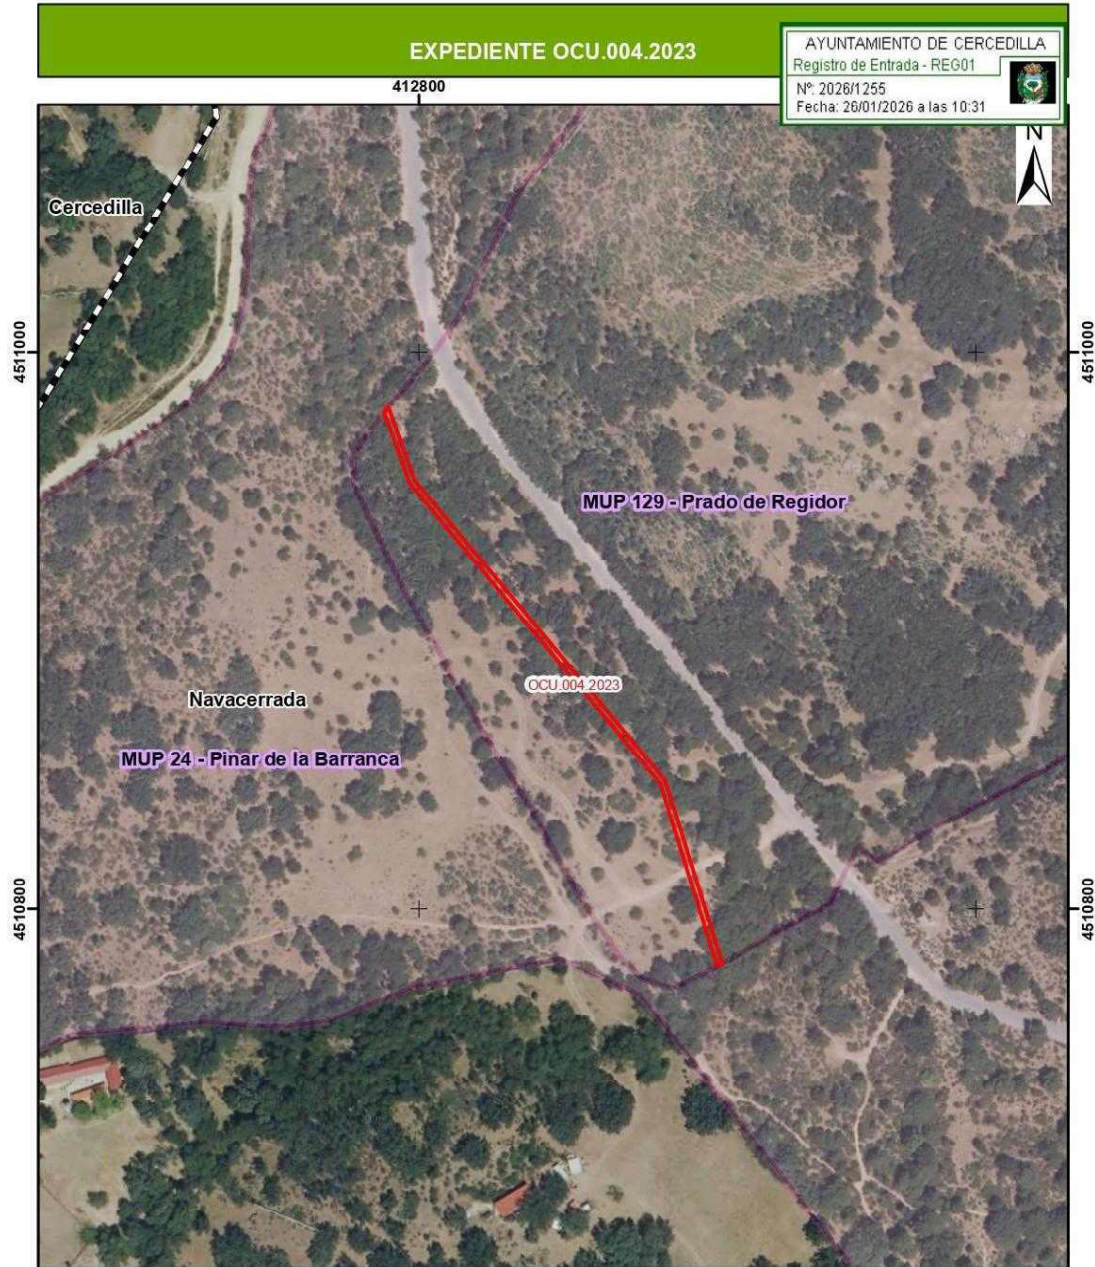 EXPEDIENTE OCU.004.2023
AYUNTAMIENTO DE CERCEDILLA
Registro de Entrada - REG01
Nº: 2026/1255
Fecha: 26/01/2026 a las 10:31
412800
N
Cercedilla
4511000
4511000
MUP 129 - Prado de Regidor
OCU.004.2023
Navacerrada
MUP 24 - Pinar de la Barranca
4510800
4510800